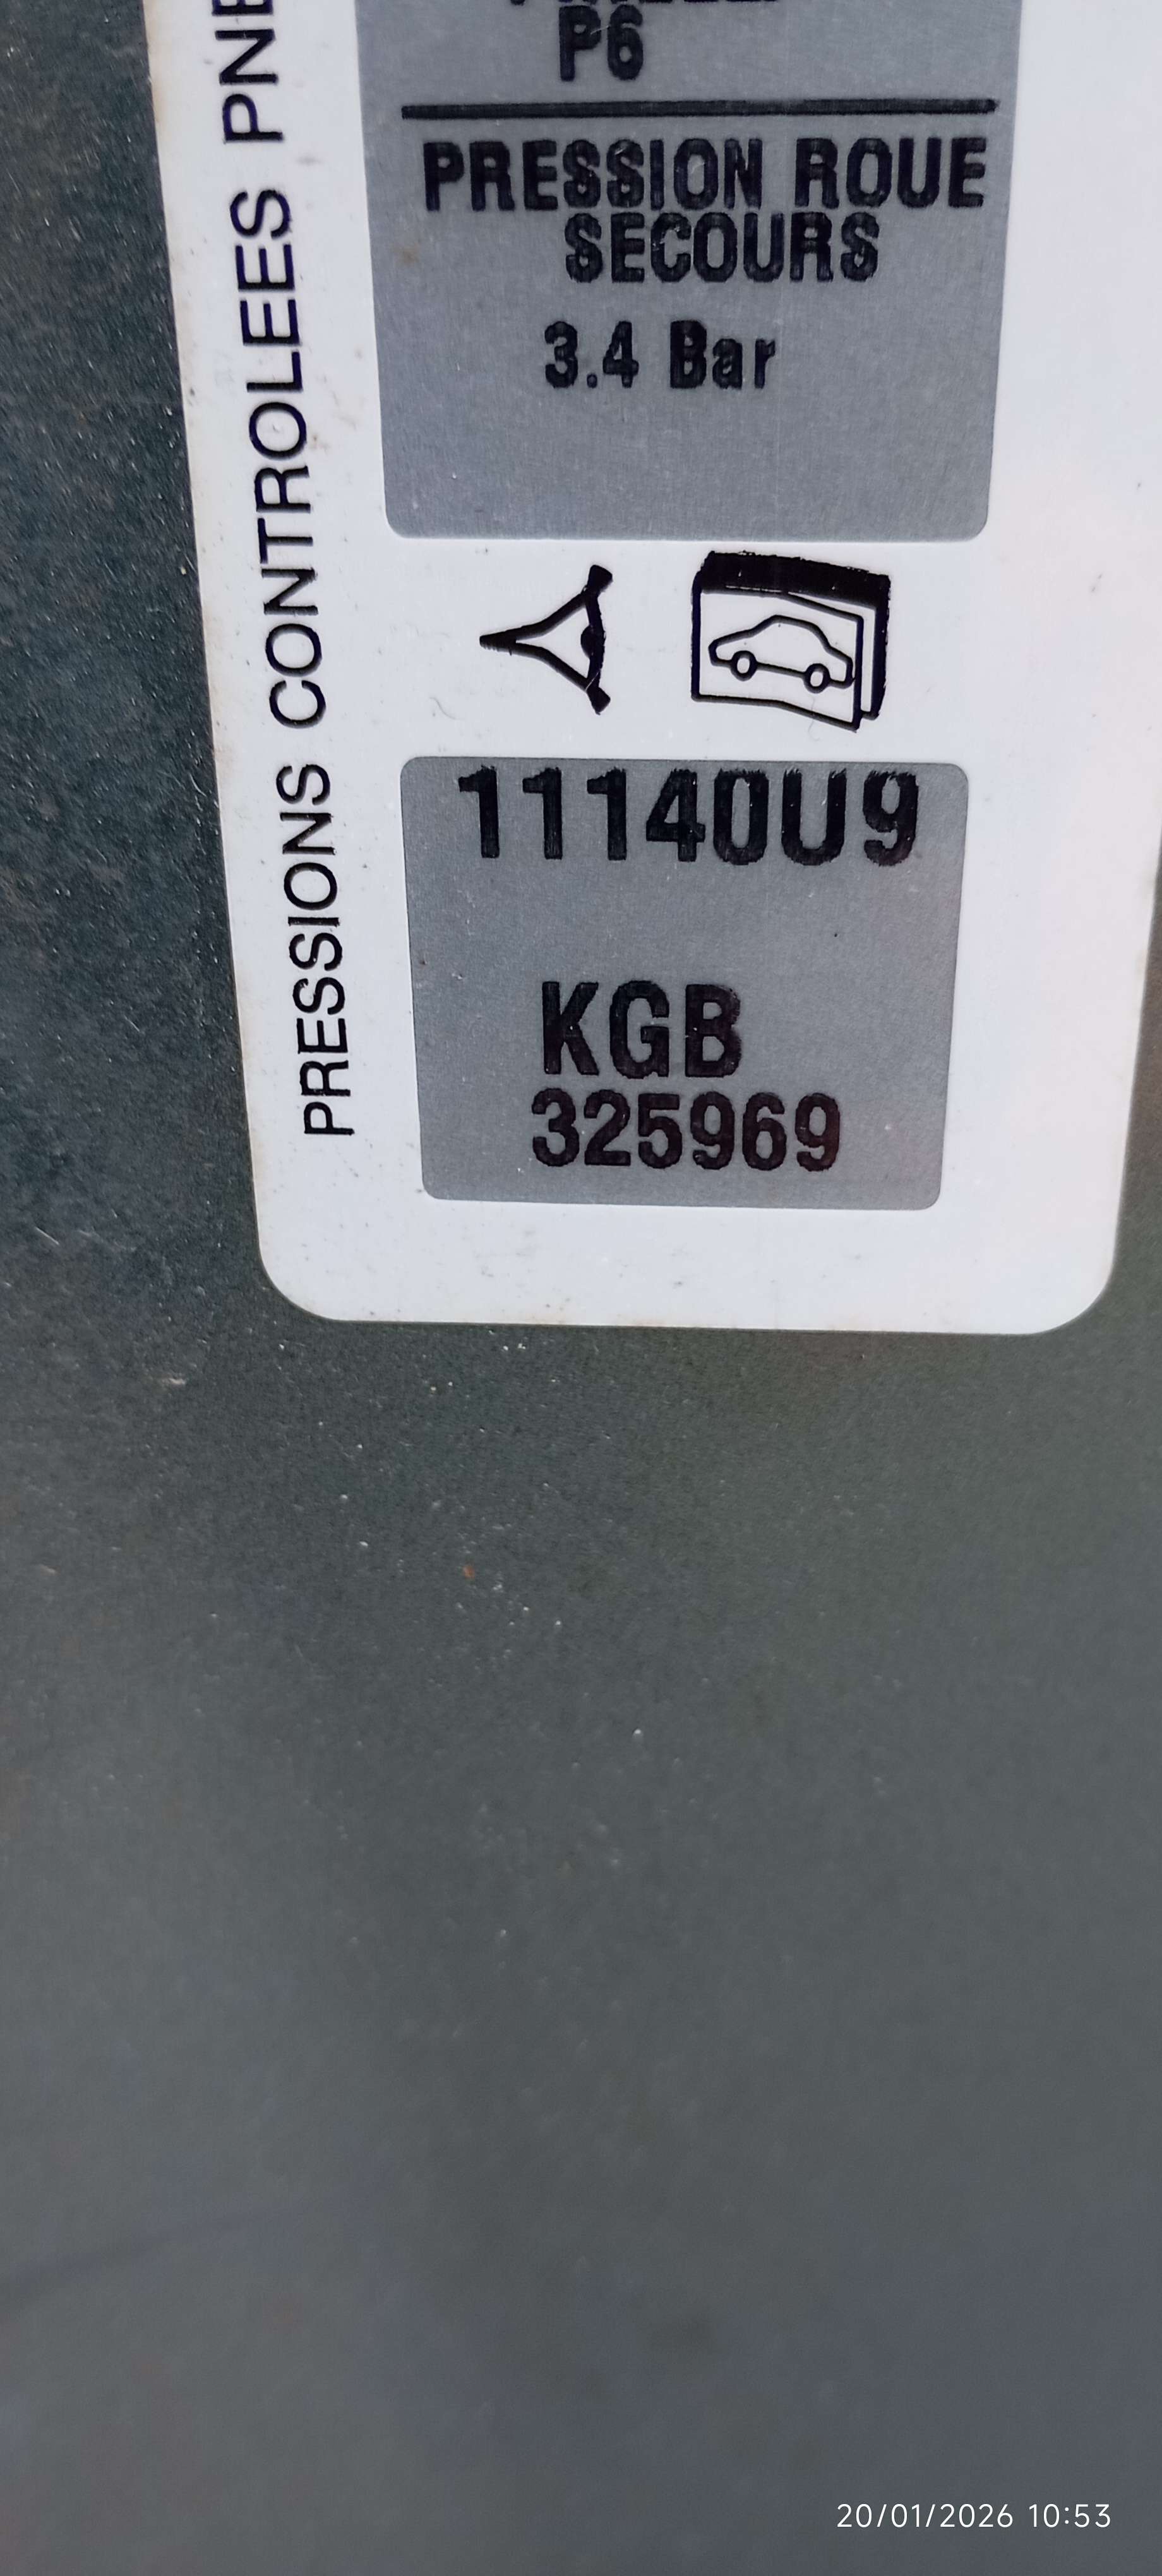 P6
PRESSION ROUE
SECOURS
3.4 Bar
PRESSIONS CONTROLEES
11140U9
KGB
325969
20/01/2026 10:53